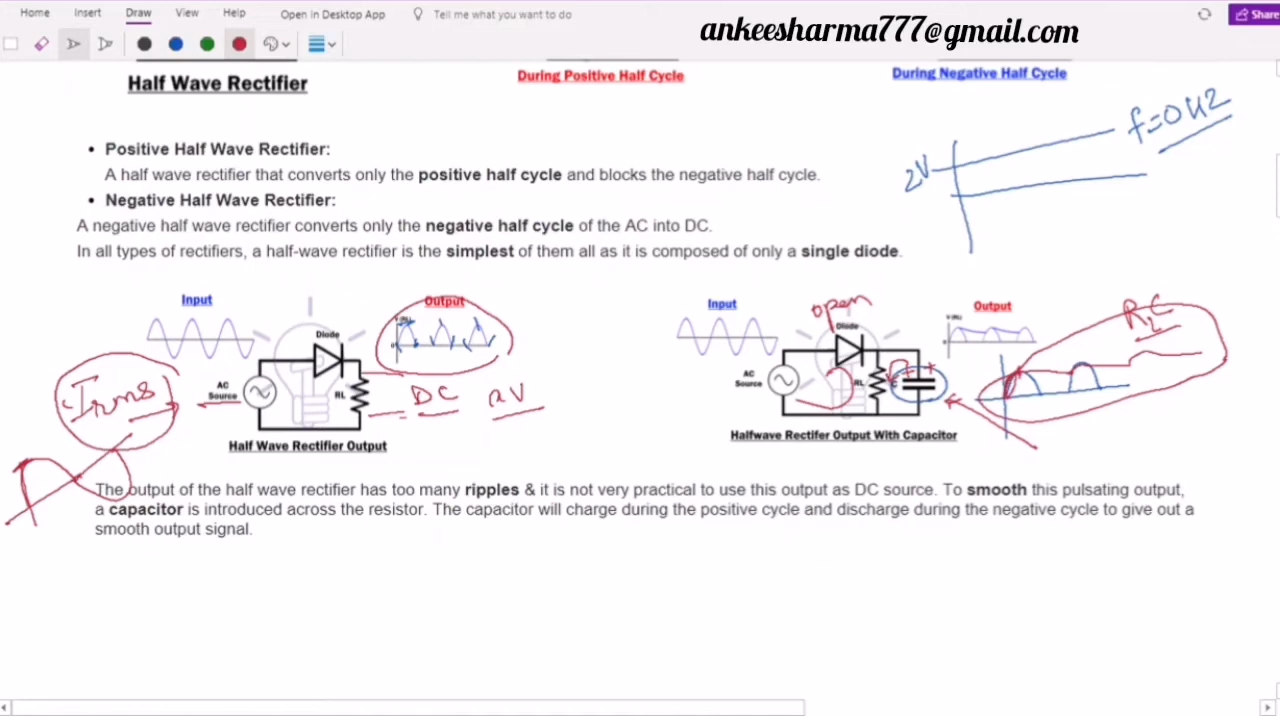 Home Insert Draw View Help Open in Desktop App Tell me what you want to do
Share
ankeesharma777@gmail.com
Half Wave Rectifier
During Positive Half Cycle
During Negative Half Cycle
f=0HZ
2V
• Positive Half Wave Rectifier:
A half wave rectifier that converts only the positive half cycle and blocks the negative half cycle.
• Negative Half Wave Rectifier:
A negative half wave rectifier converts only the negative half cycle of the AC into DC.
In all types of rectifiers, a half-wave rectifier is the simplest of them all as it is composed of only a single diode.
Input
Output
Diode
AC
Source
RL
Irms
DC
Half Wave Rectifier Output
Input
open
Output
Diode
AC
Source
RL
RLC
Halfwave Rectifer Output With Capacitor
The output of the half wave rectifier has too many ripples & it is not very practical to use this output as DC source. To smooth this pulsating output,
a capacitor is introduced across the resistor. The capacitor will charge during the positive cycle and discharge during the negative cycle to give out a
smooth output signal.